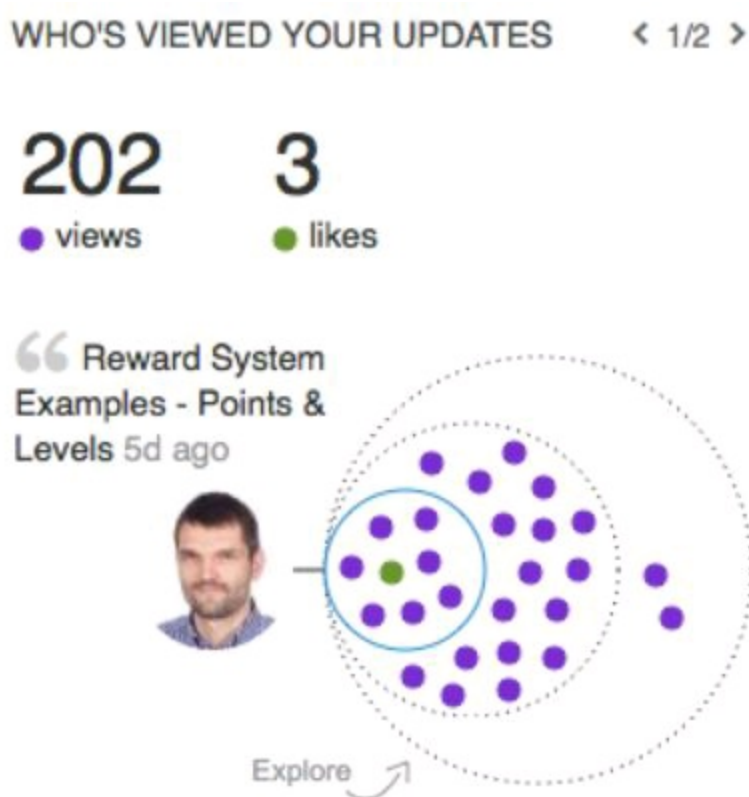 WHO'S VIEWED YOUR UPDATES < 1/2 >
202 3
views likes
“ Reward System
Examples - Points &
Levels 5d ago
Explore